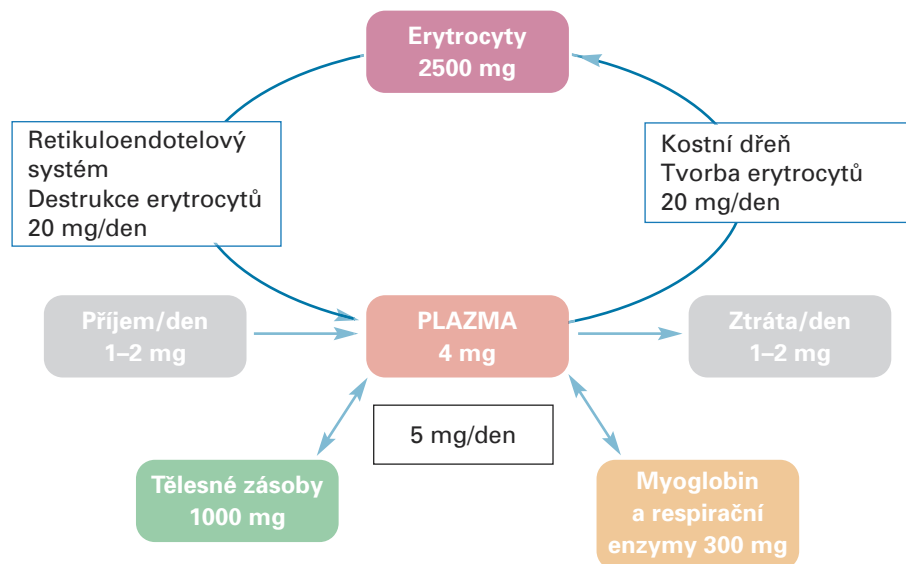 Erytrocyty
2500 mg
Retikuloendotelový
systém
Destrukce erytrocytů
20 mg/den
Kostní dřeň
Tvorba erytrocytů
20 mg/den
Příjem/den
1–2 mg
PLAZMA
4 mg
Ztráta/den
1–2 mg
5 mg/den
Tělesné zásoby
1000 mg
Myoglobin
a respirační
enzymy 300 mg